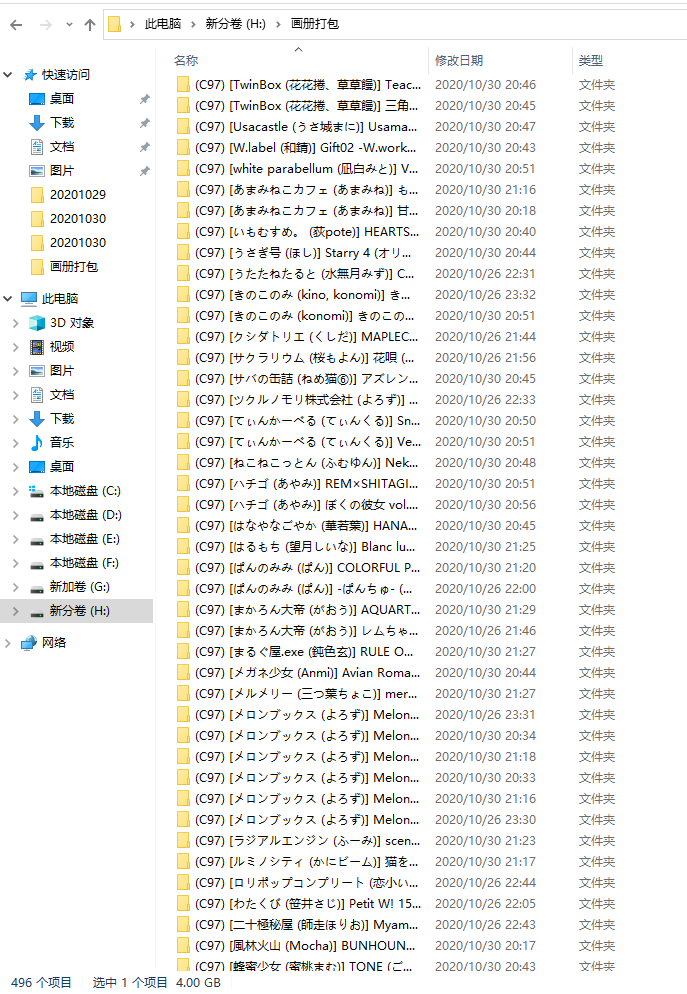 此电脑 › 新分卷 (H:) › 画册打包
名称 修改日期 类型
快速访问
桌面
下载
文档
图片
20201029
20201030
20201030
画册打包
此电脑
3D 对象
视频
图片
文档
下载
音乐
桌面
本地磁盘 (C:)
本地磁盘 (D:)
本地磁盘 (E:)
本地磁盘 (F:)
新加卷 (G:)
新分卷 (H:)
网络
(C97) [TwinBox (花花捲、草草饅)] Teac... 2020/10/30 20:46 文件夹
(C97) [TwinBox (花花捲、草草饅)] 三角... 2020/10/30 20:45 文件夹
(C97) [Usacastle (うさ城まに)] Usama... 2020/10/30 20:47 文件夹
(C97) [W.label (和錆)] Gift02 -W.work... 2020/10/30 20:43 文件夹
(C97) [white parabellum (凪白みと)] V... 2020/10/30 20:51 文件夹
(C97) [あまみねこカフェ (あまみね)] も... 2020/10/30 21:16 文件夹
(C97) [あまみねこカフェ (あまみね)] 甘... 2020/10/30 20:18 文件夹
(C97) [いもむすめ。 (荻pote)] HEARTS... 2020/10/30 20:40 文件夹
(C97) [うさぎ号 (ほし)] Starry 4 (オリ... 2020/10/30 20:44 文件夹
(C97) [うたたねたると (水無月みず)] C... 2020/10/26 22:31 文件夹
(C97) [きのこのみ (kino, konomi)] き... 2020/10/26 23:32 文件夹
(C97) [きのこのみ (konomi)] きのこの... 2020/10/30 20:51 文件夹
(C97) [クシダトリエ (くしだ)] MAPLEC... 2020/10/26 21:44 文件夹
(C97) [サクラリウム (桜もよん)] 花唄 (... 2020/10/26 21:56 文件夹
(C97) [サバの缶詰 (ねめ猫⑥)] アズレン... 2020/10/30 20:45 文件夹
(C97) [ツクルノモリ株式会社 (よろず)] ... 2020/10/26 22:33 文件夹
(C97) [てぃんかーべる (てぃんくる)] Sn... 2020/10/30 20:50 文件夹
(C97) [てぃんかーべる (てぃんくる)] Ve... 2020/10/30 20:51 文件夹
(C97) [ねこねこっとん (ふむゆん)] Nek... 2020/10/30 20:48 文件夹
(C97) [ハチゴ (あやみ)] REM×SHITAGI... 2020/10/30 20:51 文件夹
(C97) [ハチゴ (あやみ)] ぼくの彼女 vol.... 2020/10/30 20:56 文件夹
(C97) [はなやなごやか (華若葉)] HANA... 2020/10/30 20:45 文件夹
(C97) [はるもち (望月しいな)] Blanc lu... 2020/10/30 21:25 文件夹
(C97) [ぱんのみみ (ぱん)] COLORFUL P... 2020/10/30 21:20 文件夹
(C97) [ぱんのみみ (ぱん)] -ぱんちゅ- (... 2020/10/26 22:00 文件夹
(C97) [まかろん大帝 (がおう)] AQUART... 2020/10/30 21:29 文件夹
(C97) [まかろん大帝 (がおう)] レムちゃ... 2020/10/26 21:46 文件夹
(C97) [まるぐ屋.exe (鈍色玄)] RULE O... 2020/10/30 21:27 文件夹
(C97) [メガネ少女 (Anmi)] Avian Roma... 2020/10/30 20:44 文件夹
(C97) [メルメリー (三つ葉ちょこ)] mer... 2020/10/30 21:27 文件夹
(C97) [メロンブックス (よろず)] Melon... 2020/10/26 23:31 文件夹
(C97) [メロンブックス (よろず)] Melon... 2020/10/30 20:34 文件夹
(C97) [メロンブックス (よろず)] Melon... 2020/10/30 21:18 文件夹
(C97) [メロンブックス (よろず)] Melon... 2020/10/30 20:33 文件夹
(C97) [メロンブックス (よろず)] Melon... 2020/10/30 21:16 文件夹
(C97) [メロンブックス (よろず)] Melon... 2020/10/26 23:30 文件夹
(C97) [ラジアルエンジン (ふーみ)] scen... 2020/10/30 21:23 文件夹
(C97) [ルミノシティ (かにビーム)] 猫を... 2020/10/30 21:17 文件夹
(C97) [ロリポップコンプリート (恋小い... 2020/10/26 22:44 文件夹
(C97) [わたくび (笹井さじ)] Petit W! 15... 2020/10/26 22:05 文件夹
(C97) [二十極秘屋 (師走ほりお)] Myam... 2020/10/26 22:43 文件夹
(C97) [風林火山 (Mocha)] BUNHOUN... 2020/10/30 20:17 文件夹
(C97) [蜂蜜少女 (蜜桃まむ)] TONE (ご... 2020/10/30 20:45 文件夹
496 个项目 选中 1 个项目 4.00 GB